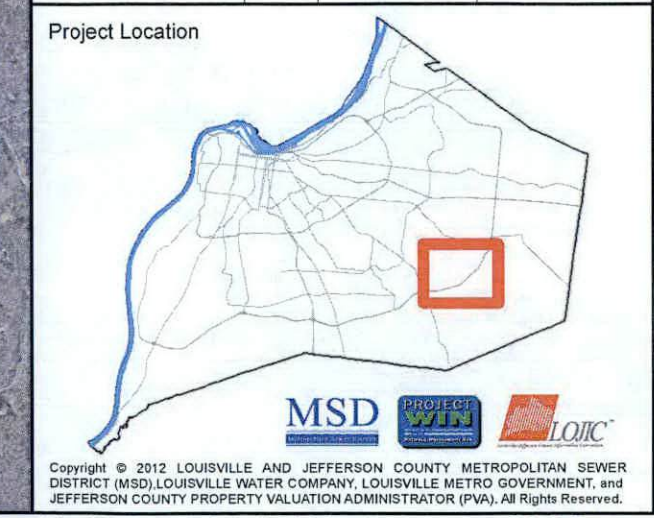 Project Location
MSD
PROJECT
WIN
LOJIC
Copyright © 2012 LOUISVILLE AND JEFFERSON COUNTY METROPOLITAN SEWER
DISTRICT (MSD),LOUISVILLE WATER COMPANY, LOUISVILLE METRO GOVERNMENT, and
JEFFERSON COUNTY PROPERTY VALUATION ADMINISTRATOR (PVA). All Rights Reserved.